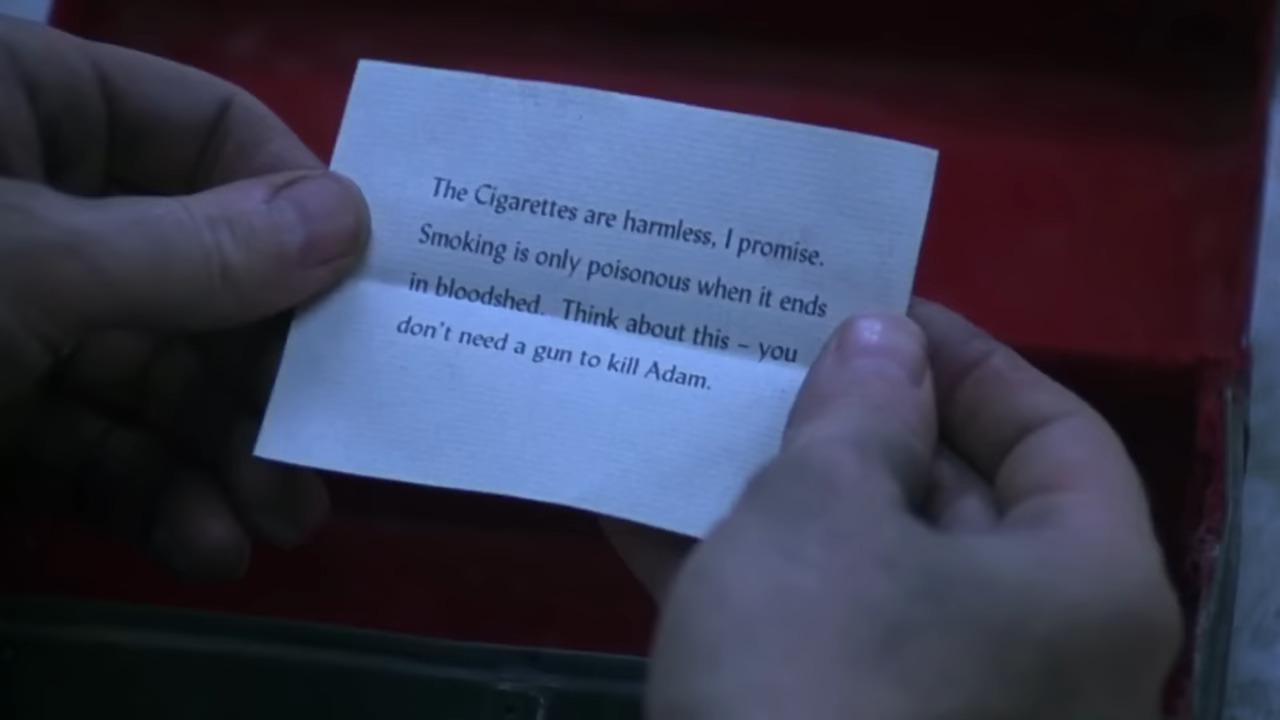 The Cigarettes are harmless, I promise.
Smoking is only poisonous when it ends
in bloodshed. Think about this – you
don't need a gun to kill Adam.